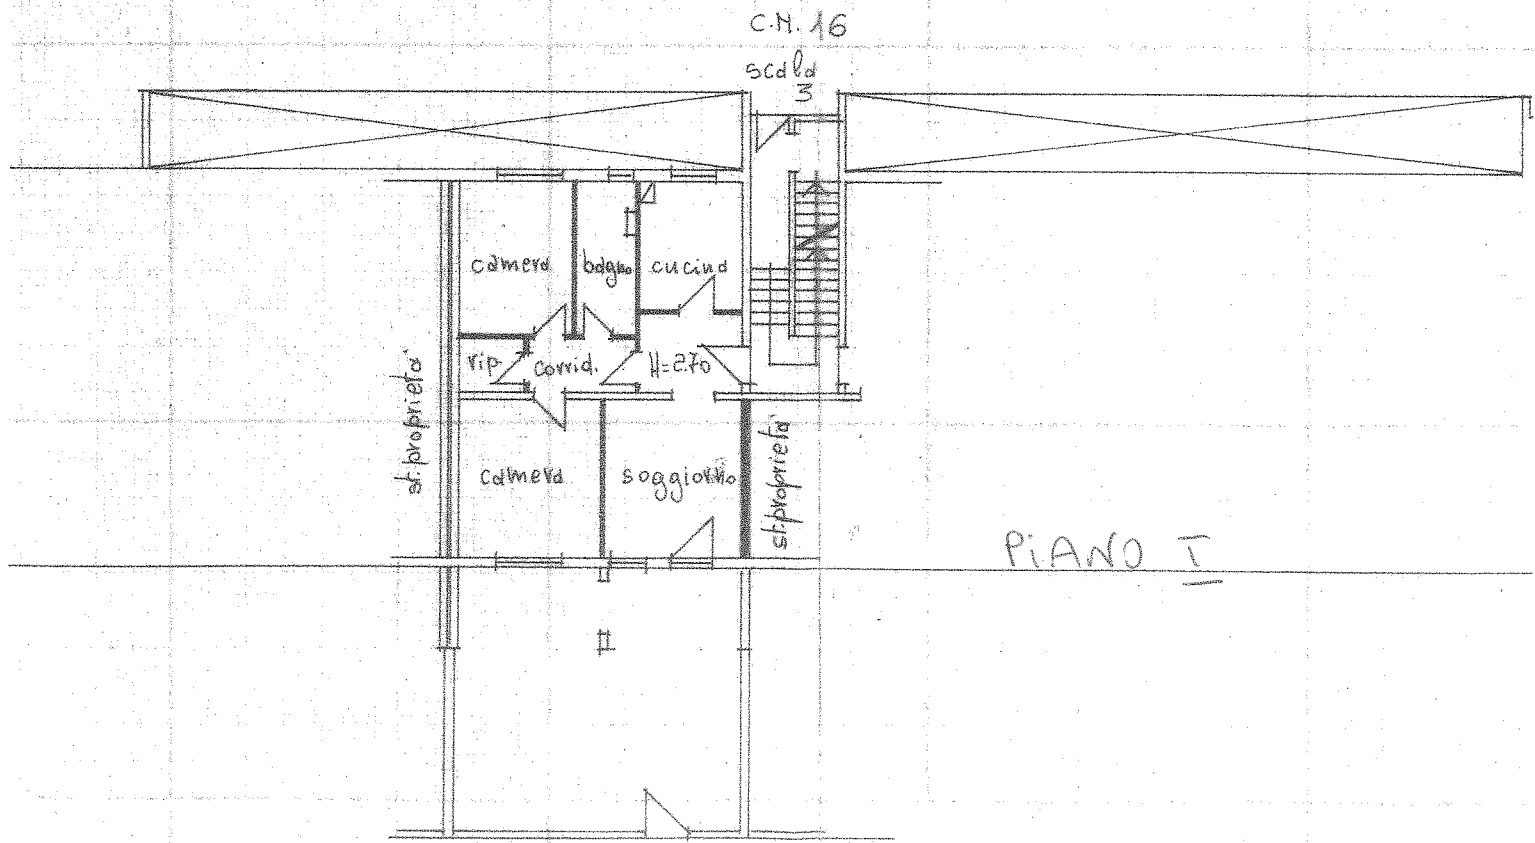 C.M. 16
scala
3
camera
bagno
cucina
rip.
corrid.
H=2.70
st. proprietà
camera
soggiorno
st. proprietà
PIANO I